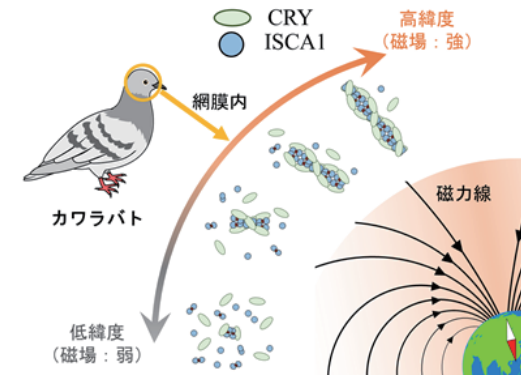 CRY
ISCA1
高緯度
（磁場：強）
網膜内
カワラバト
磁力線
低緯度
（磁場：弱）